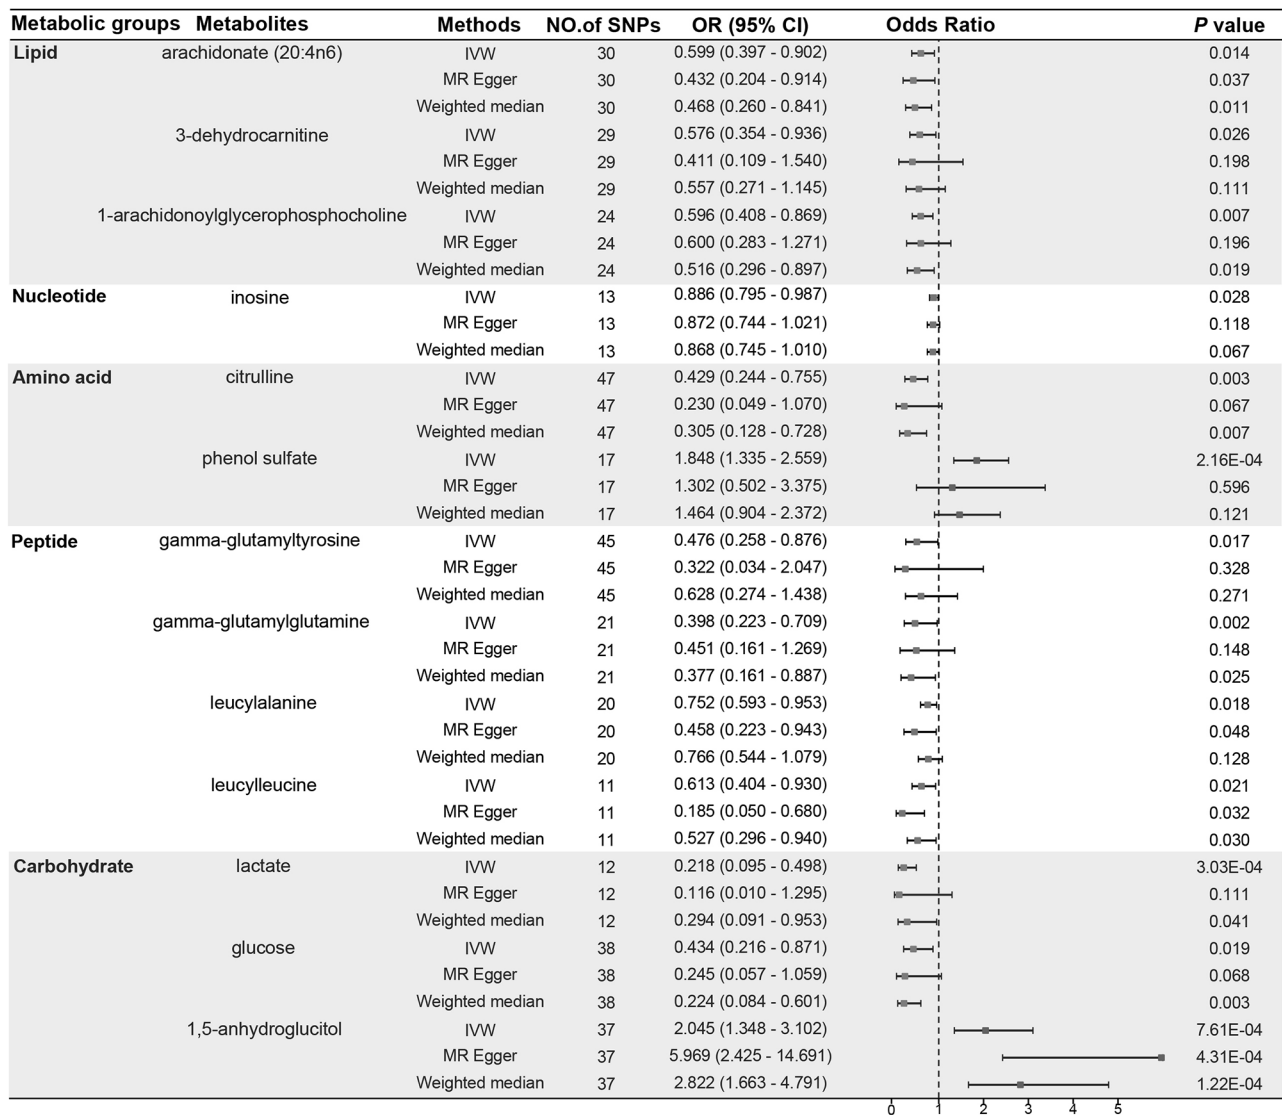 Metabolic groups Metabolites Methods NO.of SNPs OR (95% CI) Odds Ratio P value
Lipid arachidonate (20:4n6) IVW 30 0.599 (0.397 - 0.902) 0.014
MR Egger 30 0.432 (0.204 - 0.914) 0.037
Weighted median 30 0.468 (0.260 - 0.841) 0.011
3-dehydrocarnitine IVW 29 0.576 (0.354 - 0.936) 0.026
MR Egger 29 0.411 (0.109 - 1.540) 0.198
Weighted median 29 0.557 (0.271 - 1.145) 0.111
1-arachidonoylglycerophosphocholine IVW 24 0.596 (0.408 - 0.869) 0.007
MR Egger 24 0.600 (0.283 - 1.271) 0.196
Weighted median 24 0.516 (0.296 - 0.897) 0.019
Nucleotide inosine IVW 13 0.886 (0.795 - 0.987) 0.028
MR Egger 13 0.872 (0.744 - 1.021) 0.118
Weighted median 13 0.868 (0.745 - 1.010) 0.067
Amino acid citrulline IVW 47 0.429 (0.244 - 0.755) 0.003
MR Egger 47 0.230 (0.049 - 1.070) 0.067
Weighted median 47 0.305 (0.128 - 0.728) 0.007
phenol sulfate IVW 17 1.848 (1.335 - 2.559) 2.16E-04
MR Egger 17 1.302 (0.502 - 3.375) 0.596
Weighted median 17 1.464 (0.904 - 2.372) 0.121
Peptide gamma-glutamyltyrosine IVW 45 0.476 (0.258 - 0.876) 0.017
MR Egger 45 0.322 (0.034 - 2.047) 0.328
Weighted median 45 0.628 (0.274 - 1.438) 0.271
gamma-glutamylglutamine IVW 21 0.398 (0.223 - 0.709) 0.002
MR Egger 21 0.451 (0.161 - 1.269) 0.148
Weighted median 21 0.377 (0.161 - 0.887) 0.025
leucylalanine IVW 20 0.752 (0.593 - 0.953) 0.018
MR Egger 20 0.458 (0.223 - 0.943) 0.048
Weighted median 20 0.766 (0.544 - 1.079) 0.128
leucylleucine IVW 11 0.613 (0.404 - 0.930) 0.021
MR Egger 11 0.185 (0.050 - 0.680) 0.032
Weighted median 11 0.527 (0.296 - 0.940) 0.030
Carbohydrate lactate IVW 12 0.218 (0.095 - 0.498) 3.03E-04
MR Egger 12 0.116 (0.010 - 1.295) 0.111
Weighted median 12 0.294 (0.091 - 0.953) 0.041
glucose IVW 38 0.434 (0.216 - 0.871) 0.019
MR Egger 38 0.245 (0.057 - 1.059) 0.068
Weighted median 38 0.224 (0.084 - 0.601) 0.003
1,5-anhydroglucitol IVW 37 2.045 (1.348 - 3.102) 7.61E-04
MR Egger 37 5.969 (2.425 - 14.691) 4.31E-04
Weighted median 37 2.822 (1.663 - 4.791) 1.22E-04
0 1 2 3 4 5